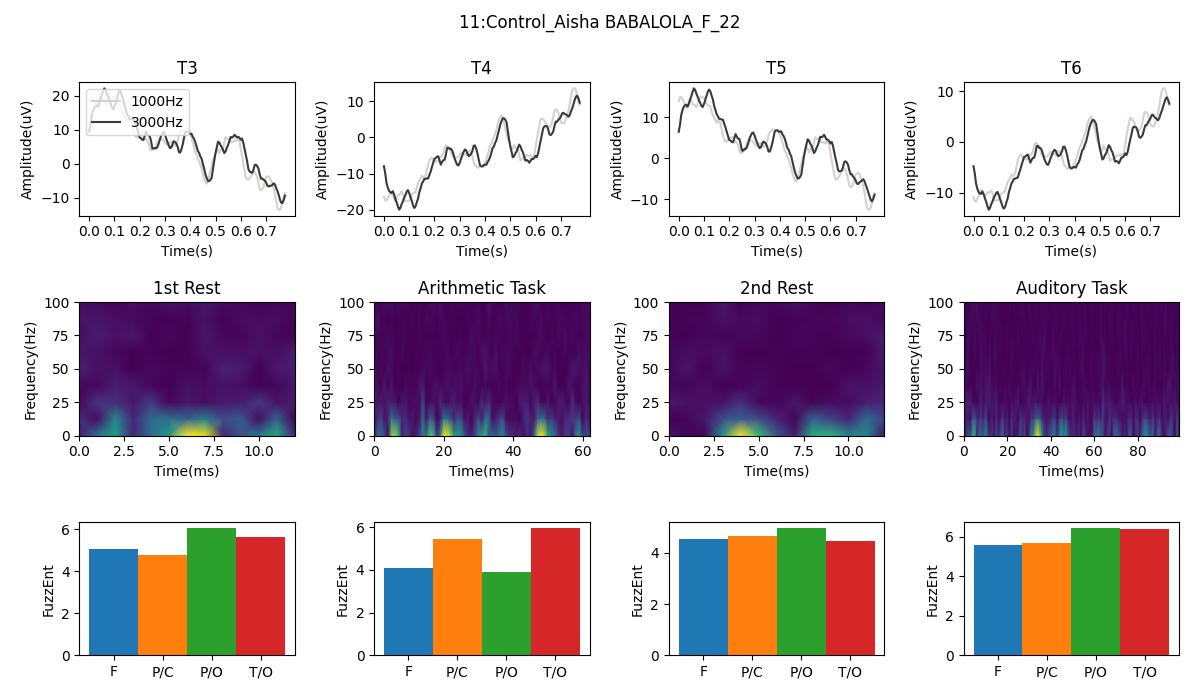 11:Control_Aisha BABALOLA_F_22
T3
T4
T5
T6
Amplitude(uV)
20
10
0
−10
1000Hz
3000Hz
0.0 0.1 0.2 0.3 0.4 0.5 0.6 0.7
Time(s)
Amplitude(uV)
10
0
−10
−20
0.0 0.1 0.2 0.3 0.4 0.5 0.6 0.7
Time(s)
Amplitude(uV)
10
0
−10
0.0 0.1 0.2 0.3 0.4 0.5 0.6 0.7
Time(s)
Amplitude(uV)
10
0
−10
0.0 0.1 0.2 0.3 0.4 0.5 0.6 0.7
Time(s)
1st Rest
Arithmetic Task
2nd Rest
Auditory Task
Frequency(Hz)
100
75
50
25
0
0.0 2.5 5.0 7.5 10.0
Time(ms)
Frequency(Hz)
100
75
50
25
0
0 20 40 60
Time(ms)
Frequency(Hz)
100
75
50
25
0
0.0 2.5 5.0 7.5 10.0
Time(ms)
Frequency(Hz)
100
75
50
25
0
0 20 40 60 80
Time(ms)
FuzzEnt
6
4
2
0
F P/C P/O T/O
FuzzEnt
6
4
2
0
F P/C P/O T/O
FuzzEnt
4
2
0
F P/C P/O T/O
FuzzEnt
6
4
2
0
F P/C P/O T/O